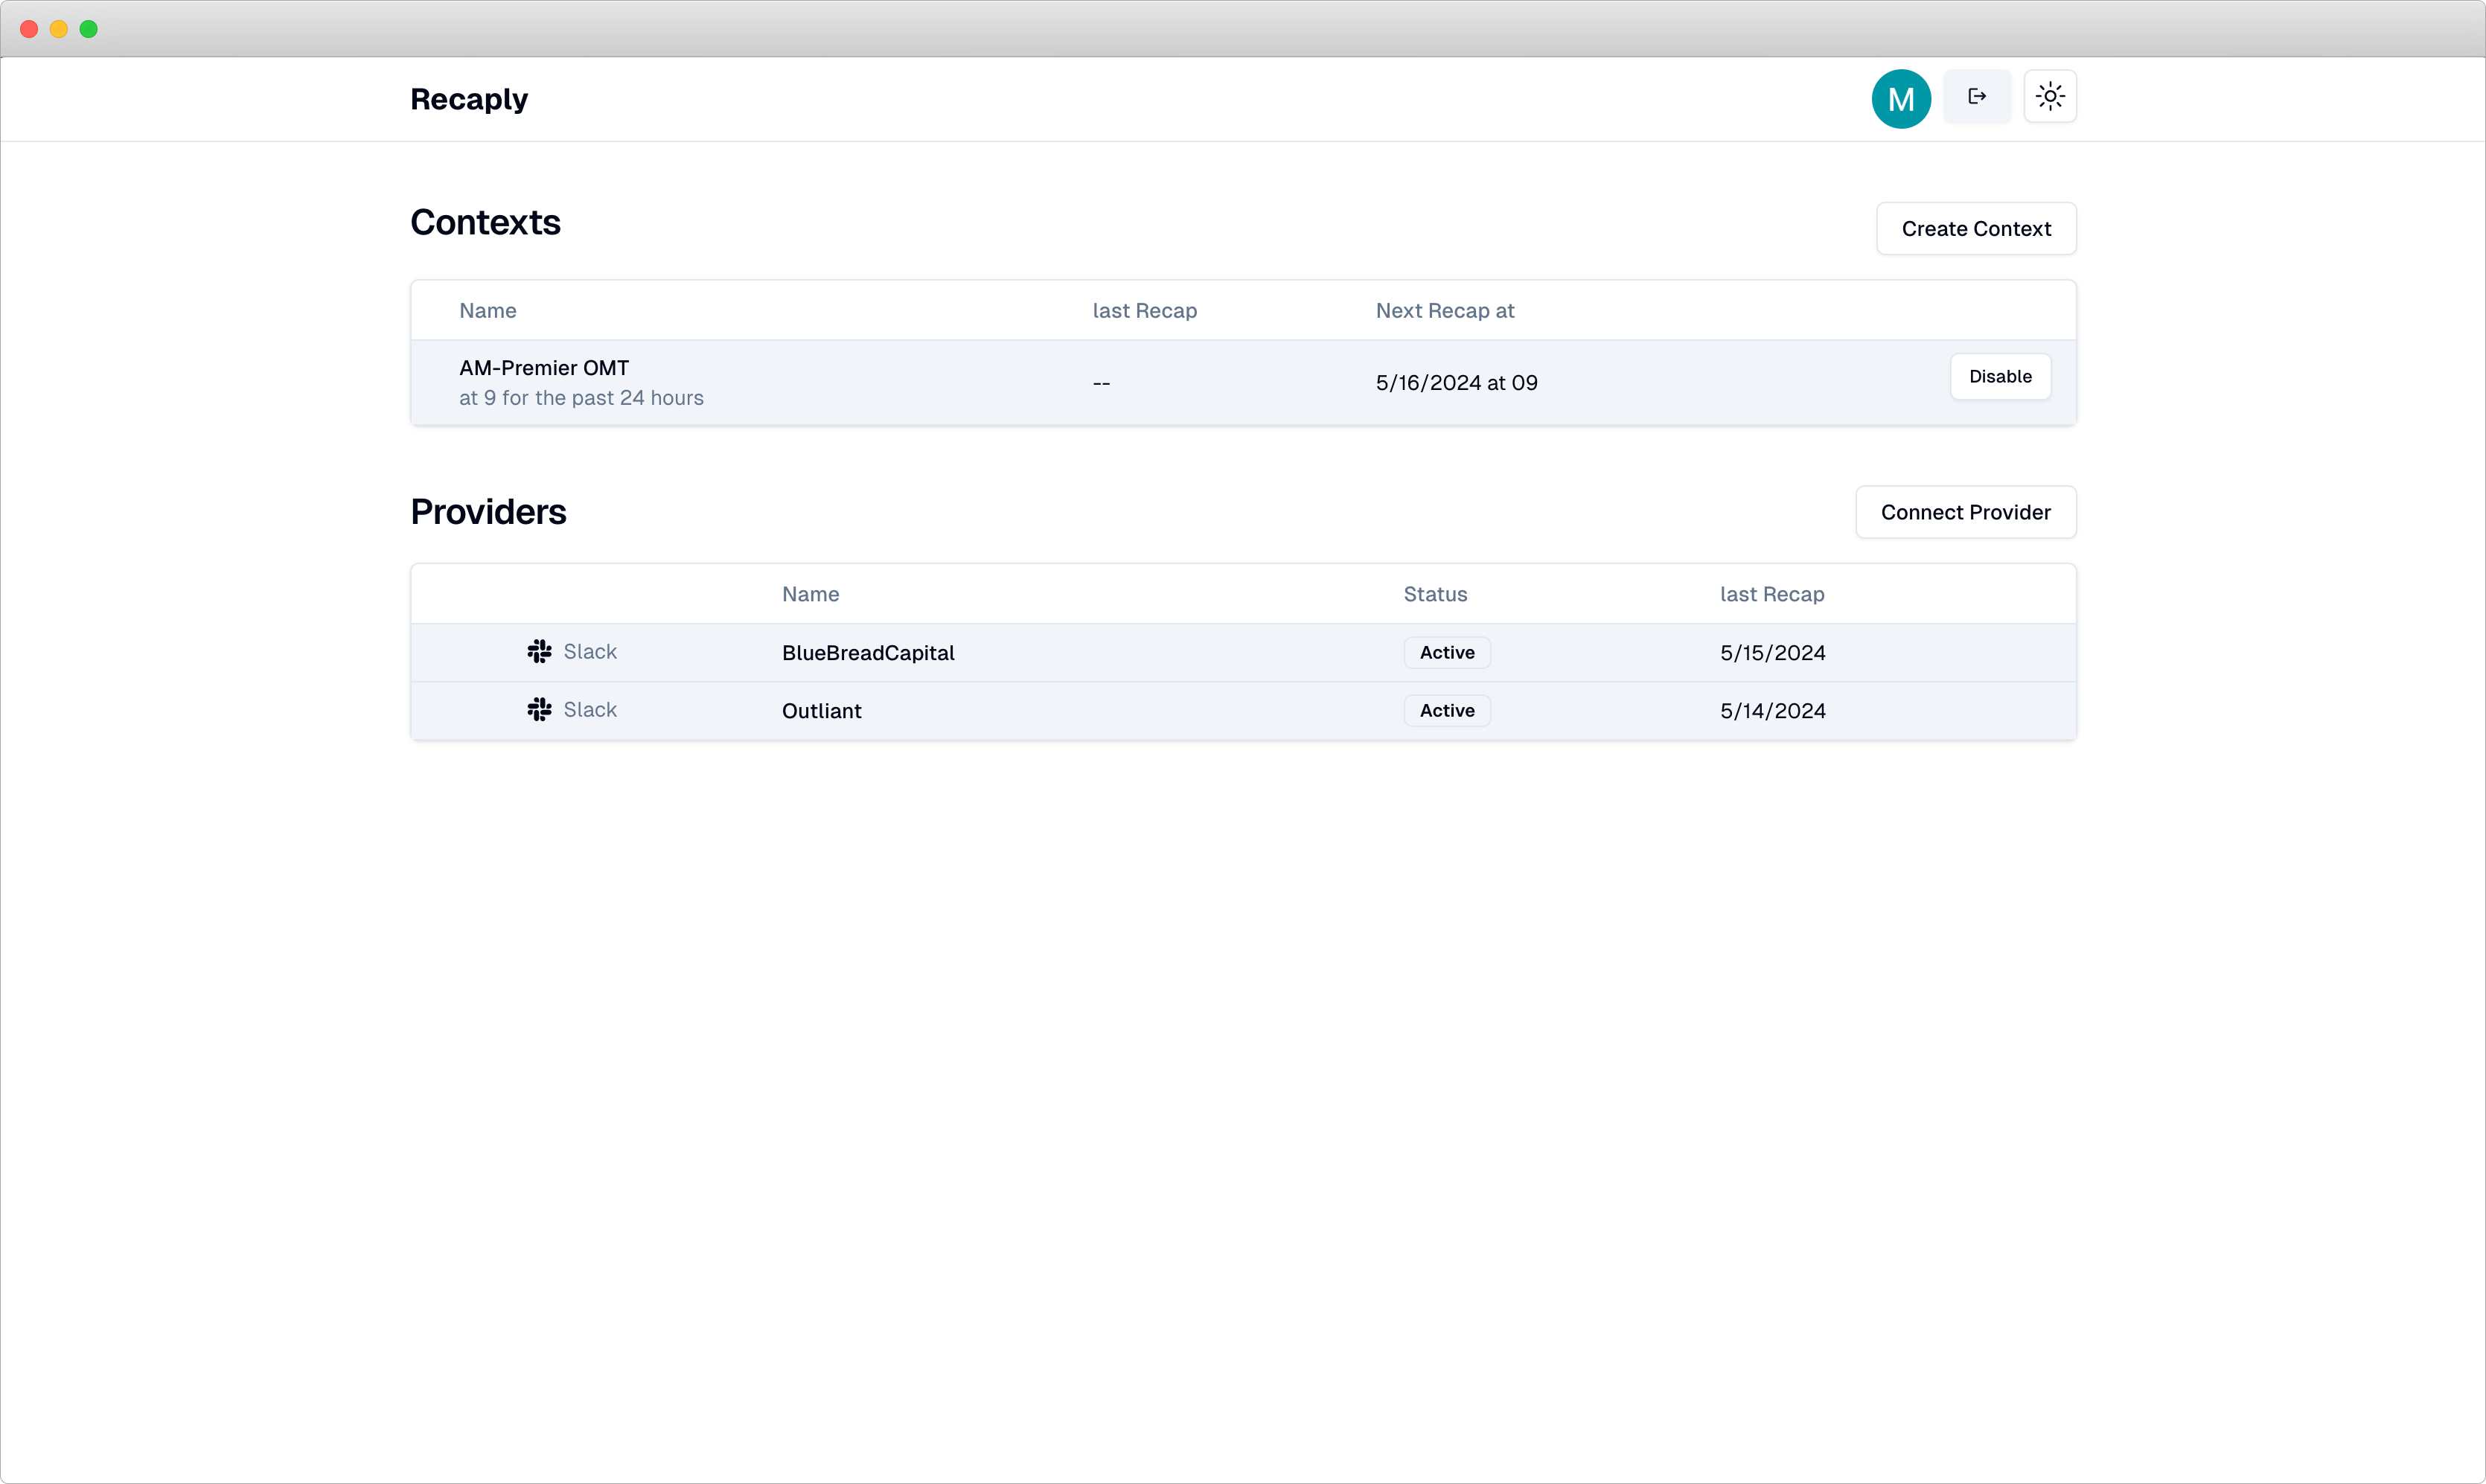 Recaply
M
Contexts
Create Context
Name last Recap Next Recap at
AM-Premier OMT
at 9 for the past 24 hours
-- 5/16/2024 at 09 Disable
Providers
Connect Provider
Name Status last Recap
Slack BlueBreadCapital Active 5/15/2024
Slack Outliant Active 5/14/2024